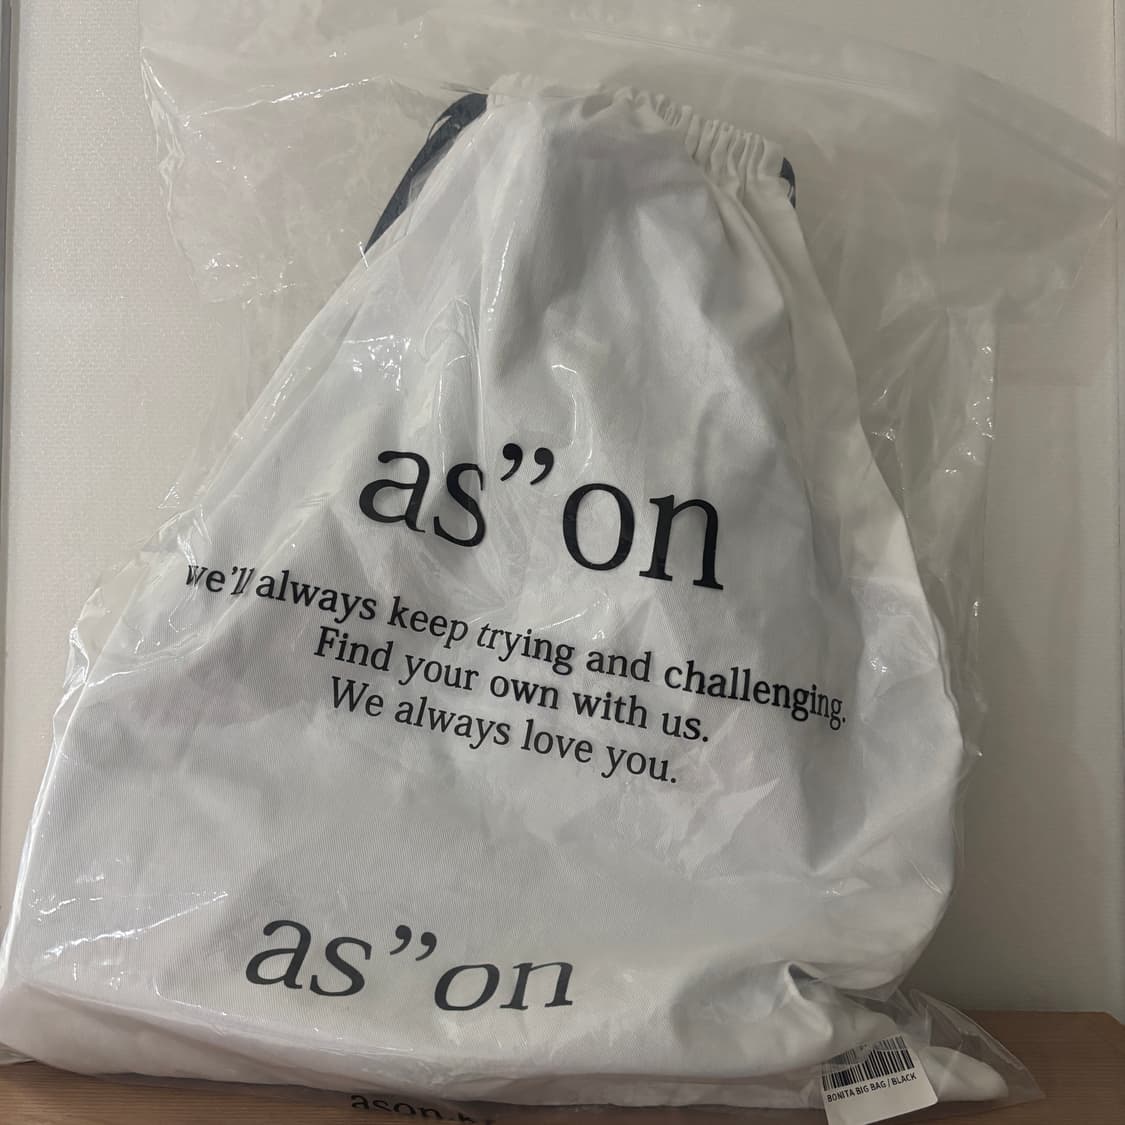 as”on
we’ll always keep trying and challenging.
Find your own with us.
We always love you.
as”on
BONITA BIG BAG / BLACK